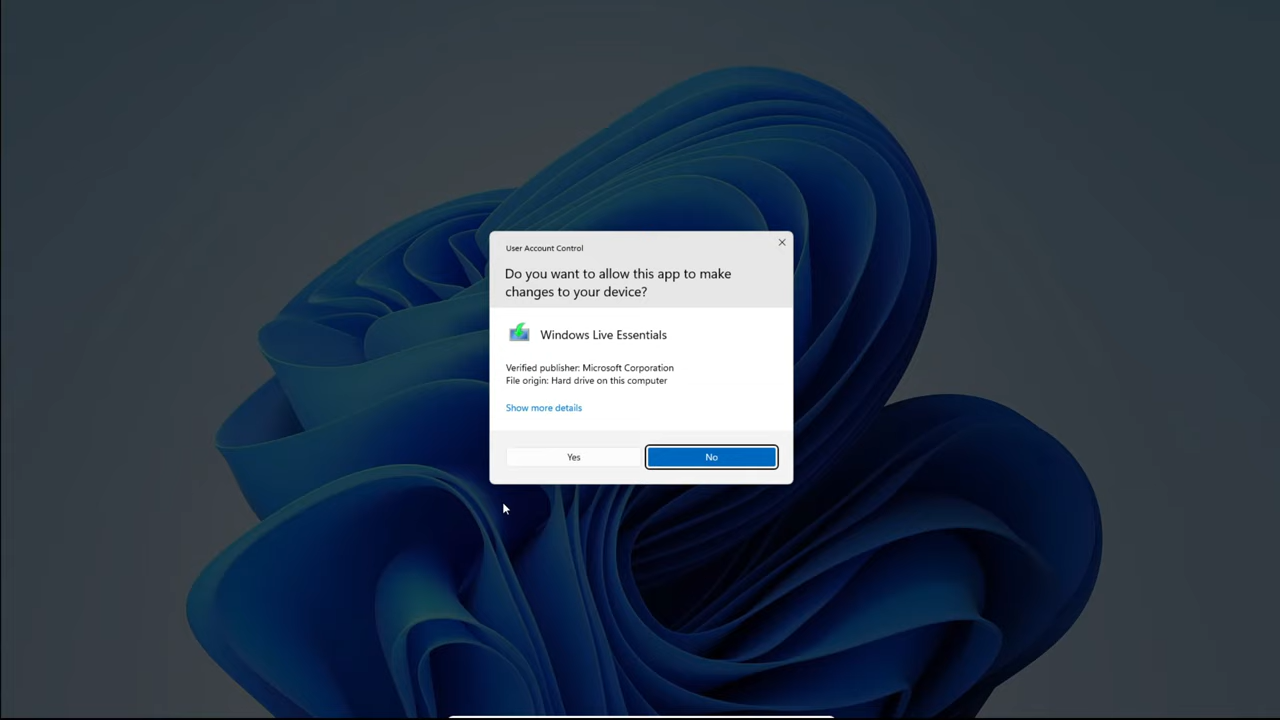 User Account Control
Do you want to allow this app to make
changes to your device?
Windows Live Essentials
Verified publisher: Microsoft Corporation
File origin: Hard drive on this computer
Show more details
Yes
No